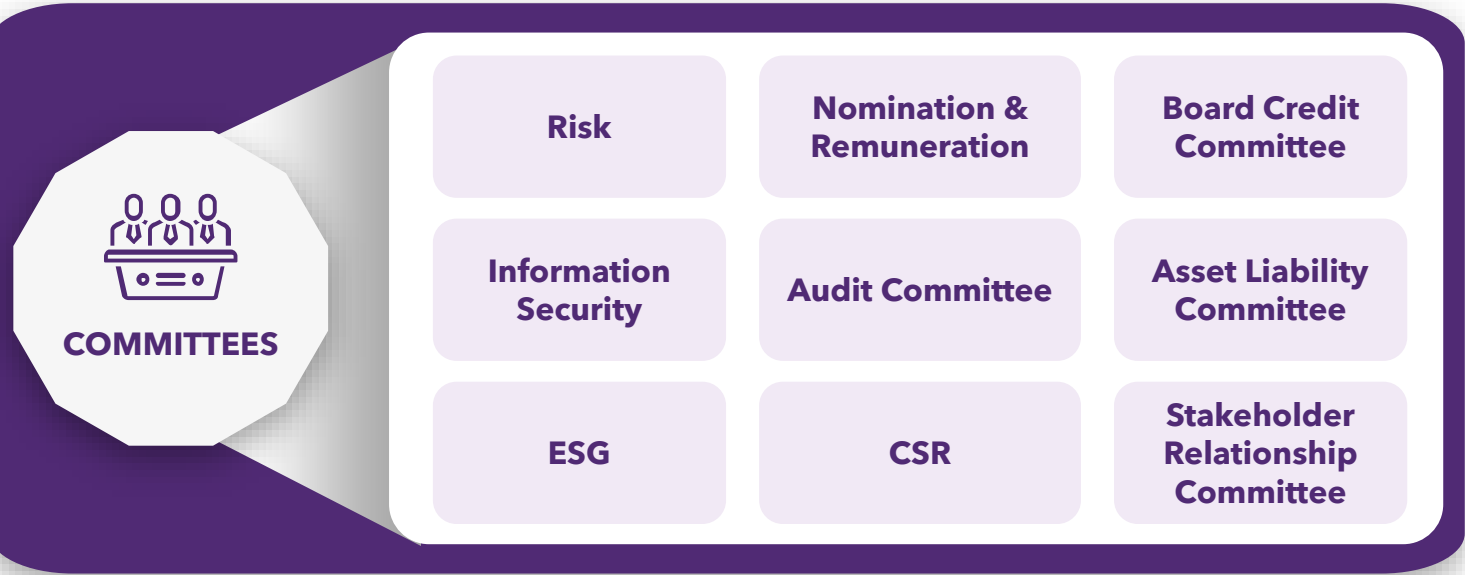 COMMITTEES
Risk
Nomination &
Remuneration
Board Credit
Committee
Information
Security
Audit Committee
Asset Liability
Committee
ESG
CSR
Stakeholder
Relationship
Committee